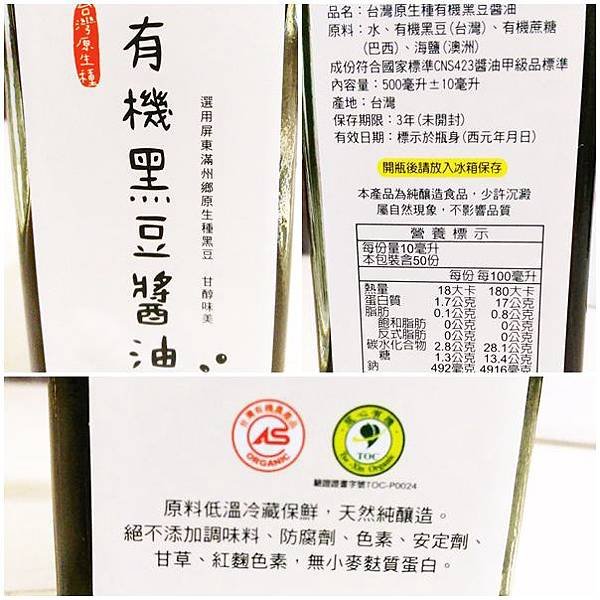 台灣原生種
有機黑豆醬油
選用屏東滿州鄉原生種黑豆 甘醇味美
品名：台灣原生種有機黑豆醬油
原料：水、有機黑豆(台灣)、有機蔗糖
(巴西)、海鹽(澳洲)
成份符合國家標準CNS423醬油甲級品標準
內容量：500毫升±10毫升
產地：台灣
保存期限：3年(未開封)
有效日期：標示於瓶身(西元年月日)
開瓶後請放入冰箱保存
本產品為純釀造食品，少許沉澱
屬自然現象，不影響品質
營養標示
每份量10毫升
本包裝含50份
每份 每100毫升
熱量 18大卡 180大卡
蛋白質 1.7公克 17公克
脂肪 0.1公克 0.8公克
飽和脂肪 0公克 0公克
反式脂肪 0公克 0公克
碳水化合物 2.8公克 28.1公克
糖 1.3公克 13.4公克
鈉 492毫克 4916毫克
台灣有機農產品
CAS
ORGANIC
慈心有機
TOC
Tse-Xin Organic
驗證證書字號TOC-P0024
原料低溫冷藏保鮮，天然純釀造。
絕不添加調味料、防腐劑、色素、安定劑、
甘草、紅麴色素，無小麥麩質蛋白。